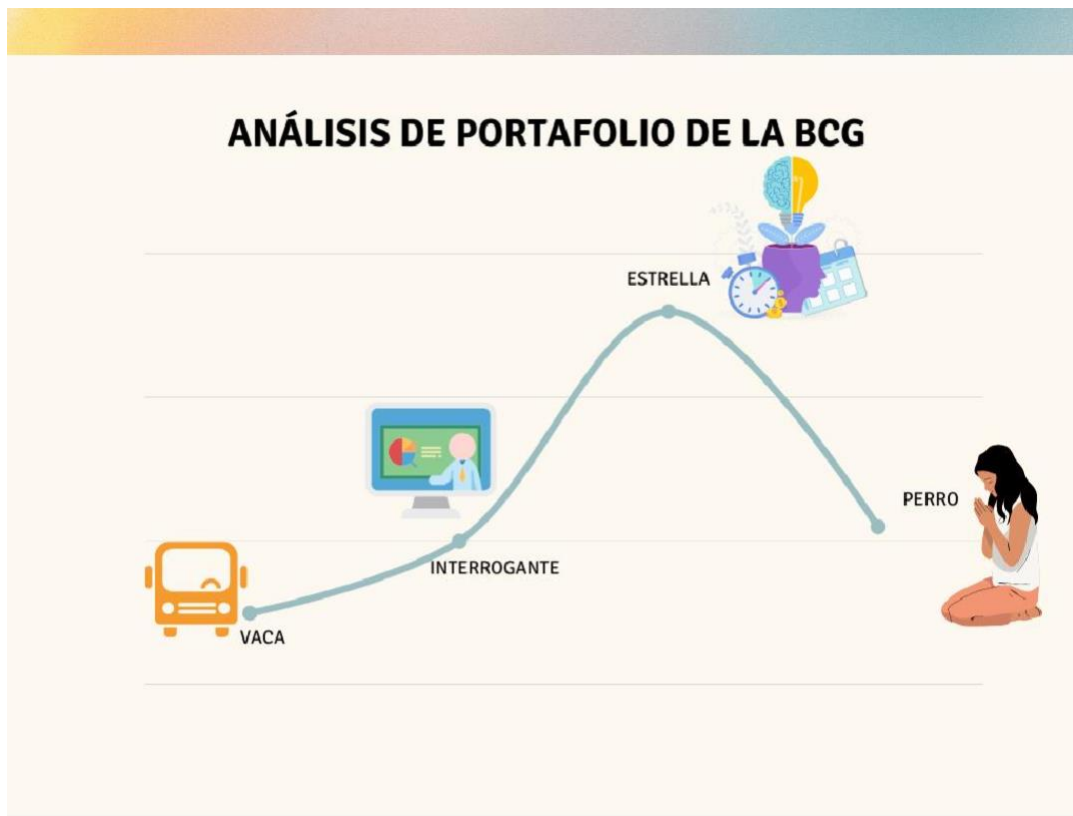 ANÁLISIS DE PORTAFOLIO DE LA BCG
ESTRELLA
PERRO
INTERROGANTE
VACA